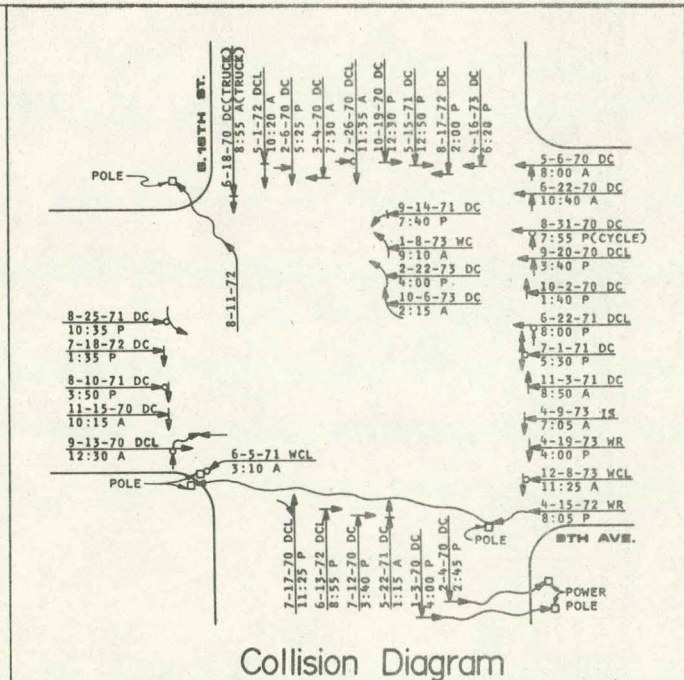 S. 16TH ST.
6-18-70 DC(TRUCK)
8:55 A(TRUCK)
5-1-72 DCL
10:20 A
2-6-70 DC
5:25 P
3-4-70 DC
7:30 A
7-26-70 DCL
11:35 A
10-19-70 DC
12:30 P
5-15-71 DC
12:50 P
8-17-72 DC
2:00 P
4-16-73 DC
6:20 P
POLE
8-11-72
9-14-71 DC
7:40 P
1-8-73 WC
9:10 A
2-22-73 DC
4:00 P
10-6-73 DC
2:15 A
5-6-70 DC
8:00 A
6-22-70 DC
10:40 A
8-31-70 DC
7:55 P(CYCLE)
9-20-70 DCL
3:40 P
10-2-70 DC
1:40 P
6-22-71 DCL
8:00 P
7-1-71 DC
5:30 P
11-3-71 DC
8:50 A
4-9-73 IS
7:05 A
4-19-73 WR
4:00 P
12-8-73 WCL
11:25 A
4-15-72 WR
8:05 P
8-25-71 DC
10:35 P
7-18-72 DC
1:35 P
8-10-71 DC
3:50 P
11-15-70 DC
10:15 A
9-13-70 DCL
12:30 A
6-5-71 WCL
3:10 A
POLE
POLE
9TH AVE.
7-17-70 DCL
11:25 P
6-13-72 DCL
8:55 P
7-12-70 DC
3:40 P
5-22-71 DC
1:15 A
1-3-70 DC
4:00 P
2-4-70 DC
2:45 P
POWER
POLE
Collision Diagram